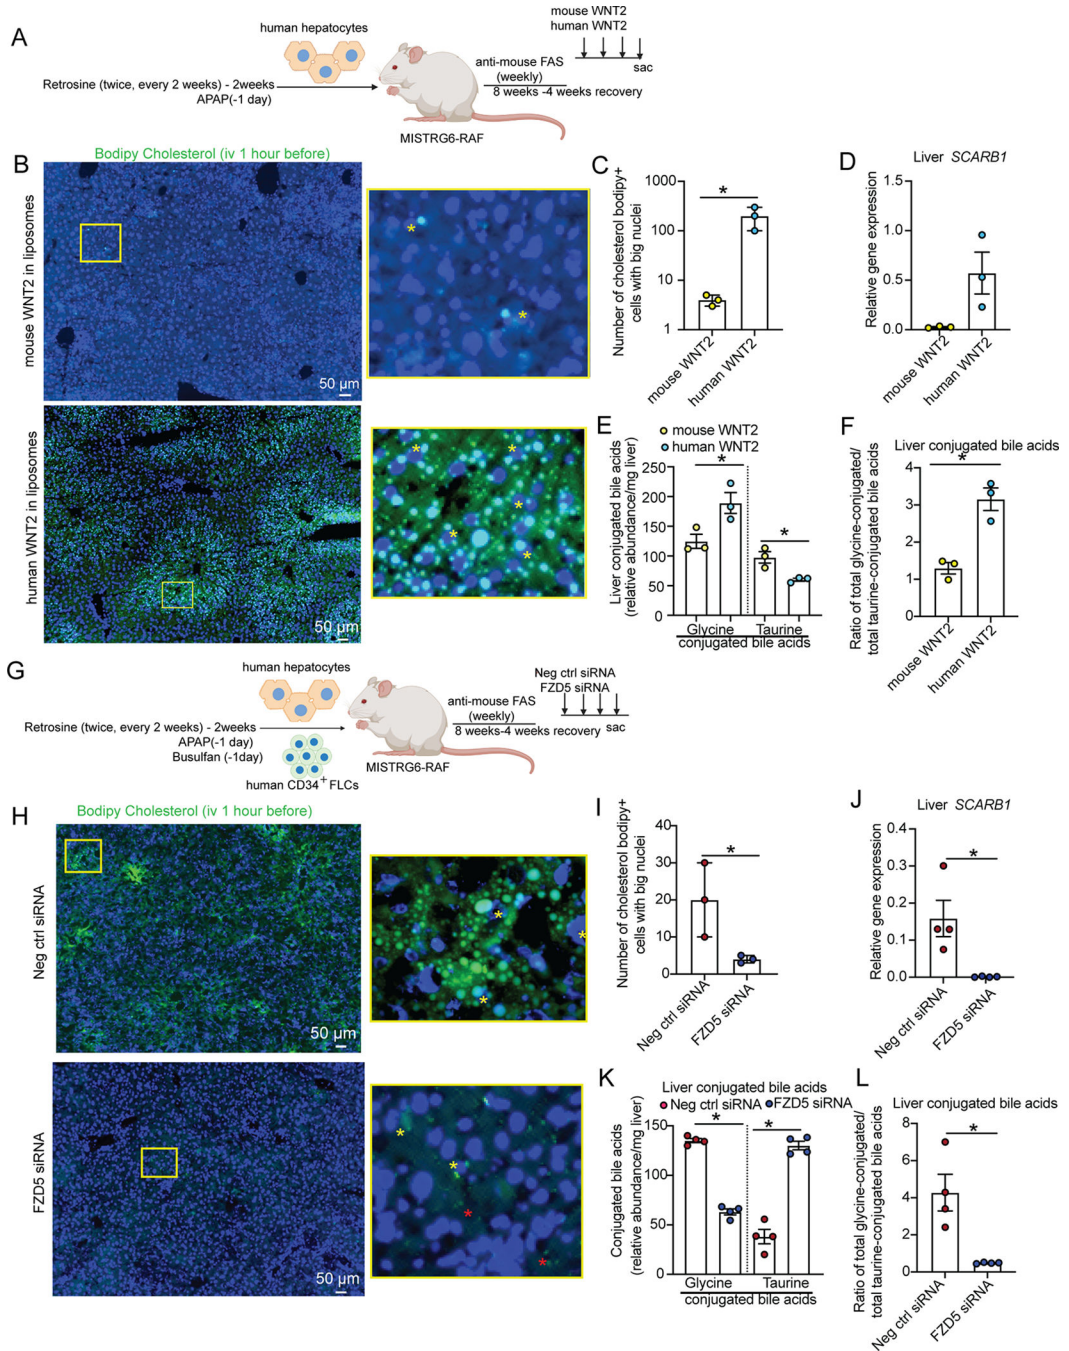 A
human hepatocytes
Retrosine (twice, every 2 weeks) - 2weeks
APAP(-1 day)
MISTRG6-RAF
anti-mouse FAS
(weekly)
8 weeks -4 weeks recovery
mouse WNT2
human WNT2
sac
B
Bodipy Cholesterol (iv 1 hour before)
mouse WNT2 in liposomes
50 µm
*
*
human WNT2 in liposomes
50 µm
*
*
*
*
*
*
C
Number of cholesterol bodipy+
cells with big nuclei
1000
100
10
1
*
mouse WNT2
human WNT2
D
Liver SCARB1
Relative gene expression
1.5
1.0
0.5
0.0
mouse WNT2
human WNT2
E
mouse WNT2
human WNT2
Liver conjugated bile acids
(relative abundance/mg liver)
250
200
150
100
50
0
*
*
Glycine
Taurine
conjugated bile acids
F
Liver conjugated bile acids
Ratio of total glycine-conjugated/
total taurine-conjugated bile acids
4
3
2
1
0
*
mouse WNT2
human WNT2
G
human hepatocytes
Retrosine (twice, every 2 weeks) - 2weeks
APAP(-1 day)
Busulfan (-1day)
human CD34+ FLCs
MISTRG6-RAF
anti-mouse FAS
(weekly)
8 weeks-4 weeks recovery
Neg ctrl siRNA
FZD5 siRNA
sac
H
Bodipy Cholesterol (iv 1 hour before)
Neg ctrl siRNA
50 µm
*
*
*
FZD5 siRNA
50 µm
*
*
*
*
I
Number of cholesterol bodipy+
cells with big nuclei
40
30
20
10
0
*
Neg ctrl siRNA
FZD5 siRNA
J
Liver SCARB1
Relative gene expression
0.4
0.3
0.2
0.1
0.0
*
Neg ctrl siRNA
FZD5 siRNA
K
Liver conjugated bile acids
Neg ctrl siRNA FZD5 siRNA
Conjugated bile acids
(relative abundance/mg liver)
150
100
50
0
*
*
Glycine
Taurine
conjugated bile acids
L
Liver conjugated bile acids
Ratio of total glycine-conjugated/
total taurine-conjugated bile acids
8
6
4
2
0
*
Neg ctrl siRNA
FZD5 siRNA